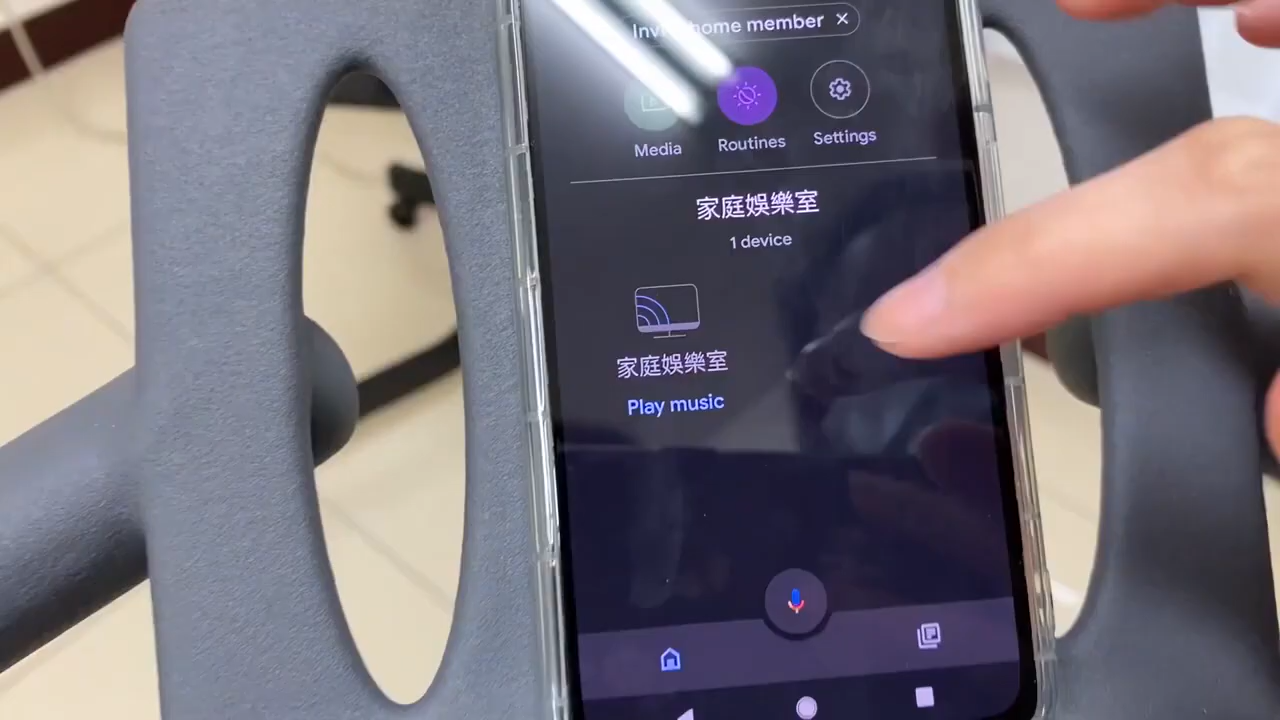 home member
Media
Routines
Settings
家庭娛樂室
1 device
家庭娛樂室
Play music